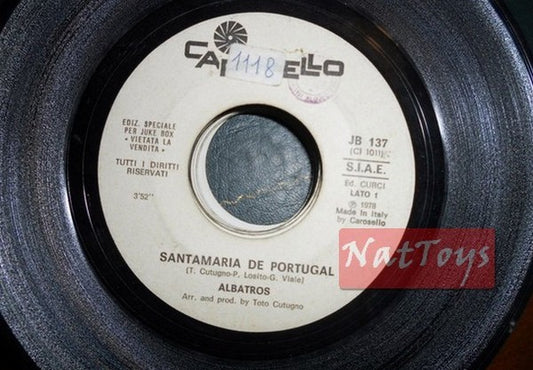 CAI ELLO
1118
EDIZ. SPECIALE
PER JUKE BOX
• VIETATA LA
VENDITA •
TUTTI I DIRITTI
RISERVATI
3'52''
JB 137
S.I.A.E.
Ed. CURCI
LATO 1
℗ 1978
Made in Italy
by Carosello
SANTAMARIA DE PORTUGAL
(T. Cutugno-P. Losito-G. Viale)
ALBATROS
Arr. and prod. by Toto Cutugno
NatToys